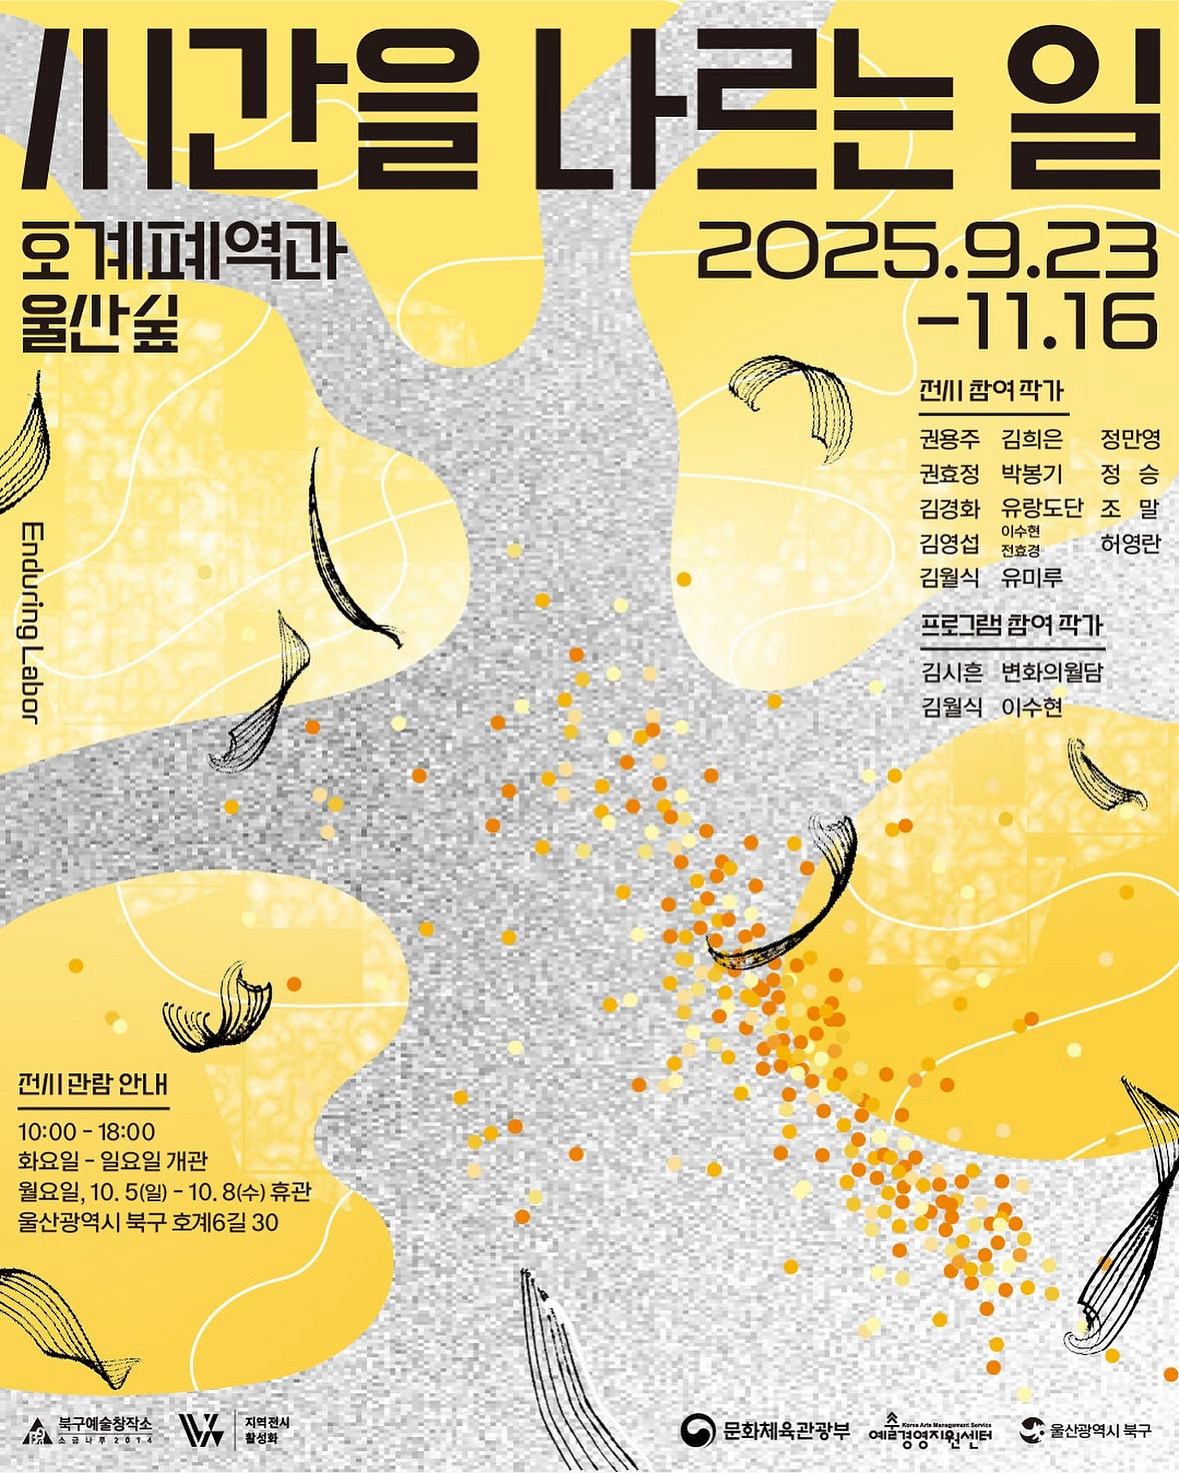 시간을 나르는 일
호계폐역과
울산숲
2025.9.23
-11.16
Enduring Labor
전시 참여 작가
권용주 김희은 정만영
권효정 박봉기 정 승
김경화 유랑도단 조 말
이수현
김영섭 전효경 허영란
김월식 유미루
프로그램 참여 작가
김시흔 변화의월담
김월식 이수현
전시 관람 안내
10:00 - 18:00
화요일 - 일요일 개관
월요일, 10. 5(일) - 10. 8(수) 휴관
울산광역시 북구 호계6길 30
북구예술창작소
소금나루2014
지역전시
활성화
문화체육관광부
Korea Arts Management Service
예술경영지원센터
울산광역시 북구